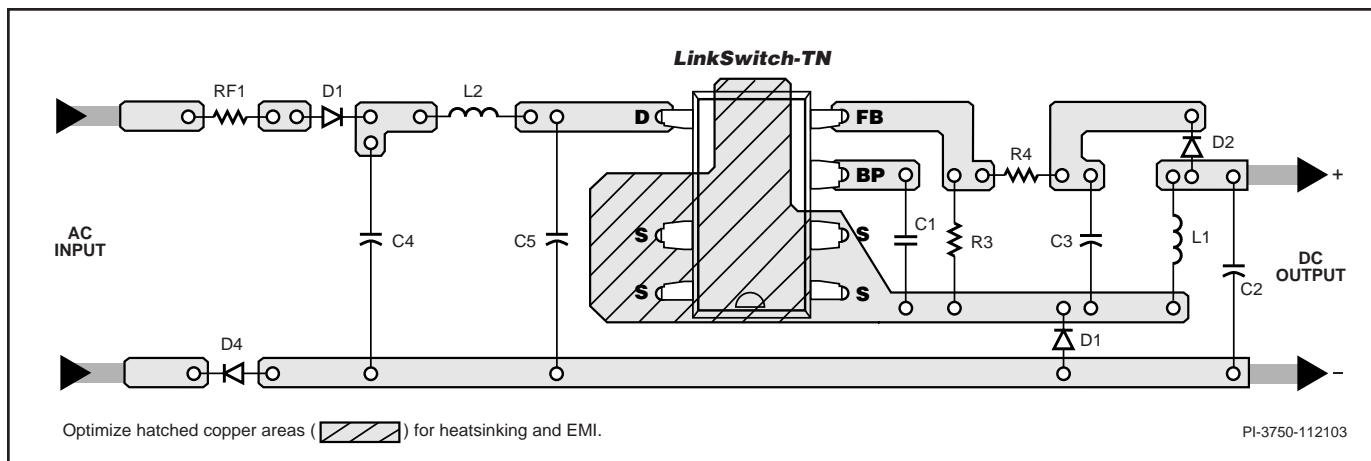 LinkSwitch-TN
RF1
D1
L2
D
FB
D2
R4
BP
+
AC
INPUT
C4
C5
S
S
C1
R3
C3
L1
DC
OUTPUT
C2
S
S
D4
D1
–
Optimize hatched copper areas ( ) for heatsinking and EMI.
PI-3750-112103